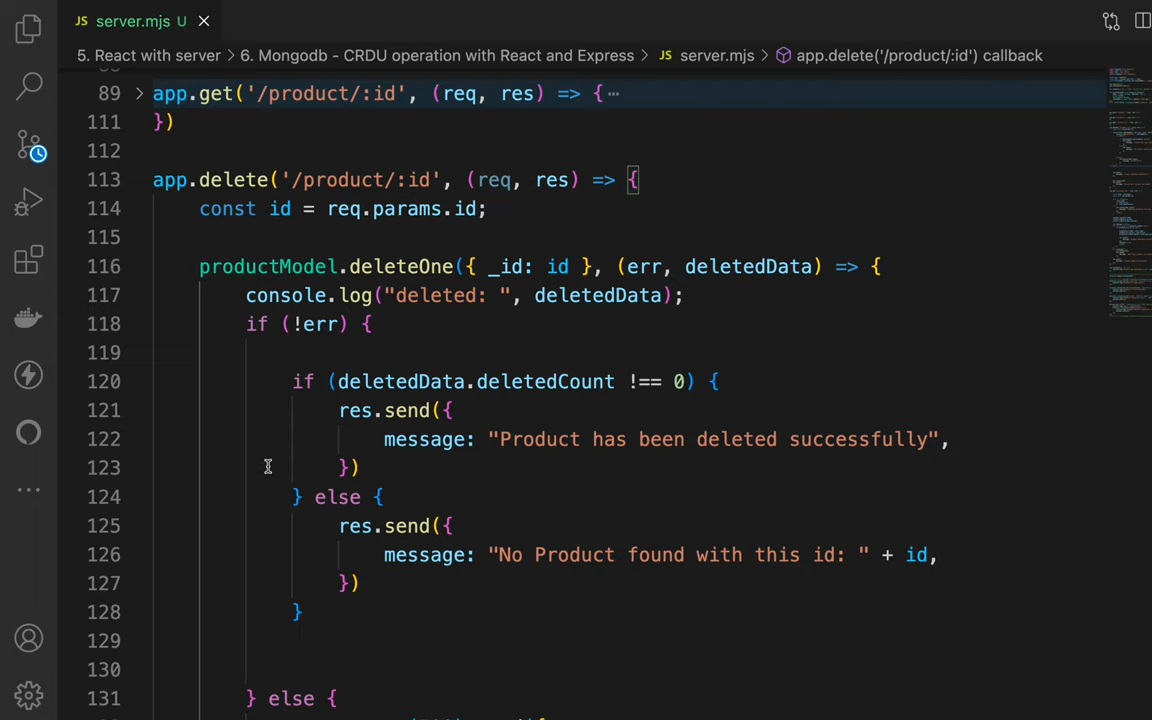 JS server.mjs U
5. React with server > 6. Mongodb - CRDU operation with React and Express > JS server.mjs > app.delete('/product/:id') callback
89 > app.get('/product/:id', (req, res) => {…
111 })
112
113 app.delete('/product/:id', (req, res) => {
114 const id = req.params.id;
115
116 productModel.deleteOne({ _id: id }, (err, deletedData) => {
117 console.log("deleted: ", deletedData);
118 if (!err) {
119
120 if (deletedData.deletedCount !== 0) {
121 res.send({
122 message: "Product has been deleted successfully",
123 })
124 } else {
125 res.send({
126 message: "No Product found with this id: " + id,
127 })
128 }
129
130
131 } else {